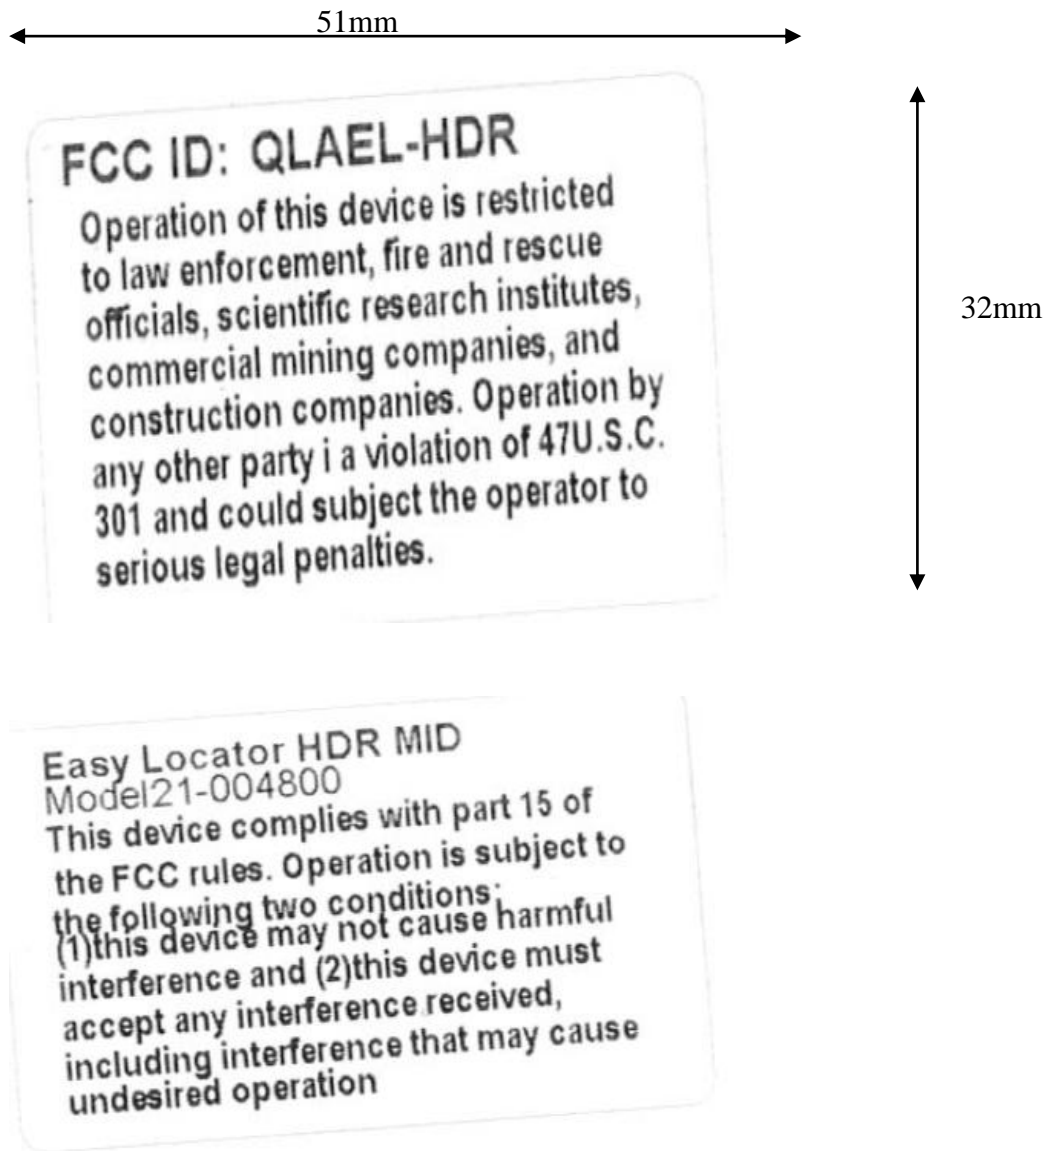 51mm
FCC ID: QLAEL-HDR
Operation of this device is restricted
to law enforcement, fire and rescue
officials, scientific research institutes,
commercial mining companies, and
construction companies. Operation by
any other party i a violation of 47U.S.C.
301 and could subject the operator to
serious legal penalties.
32mm
Easy Locator HDR MID
Model21-004800
This device complies with part 15 of
the FCC rules. Operation is subject to
the following two conditions;
(1)this device may not cause harmful
interference and (2)this device must
accept any interference received,
including interference that may cause
undesired operation